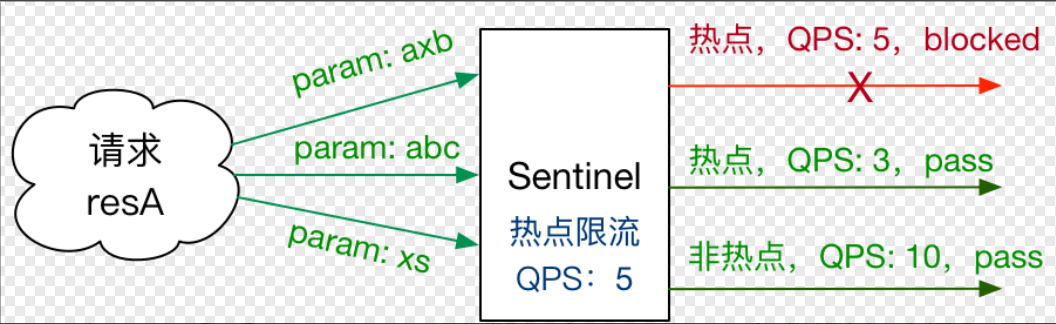 请求
resA
param: axb
param: abc
param: xs
Sentinel
热点限流
QPS：5
热点，QPS: 5，blocked
X
热点，QPS: 3，pass
非热点，QPS: 10，pass